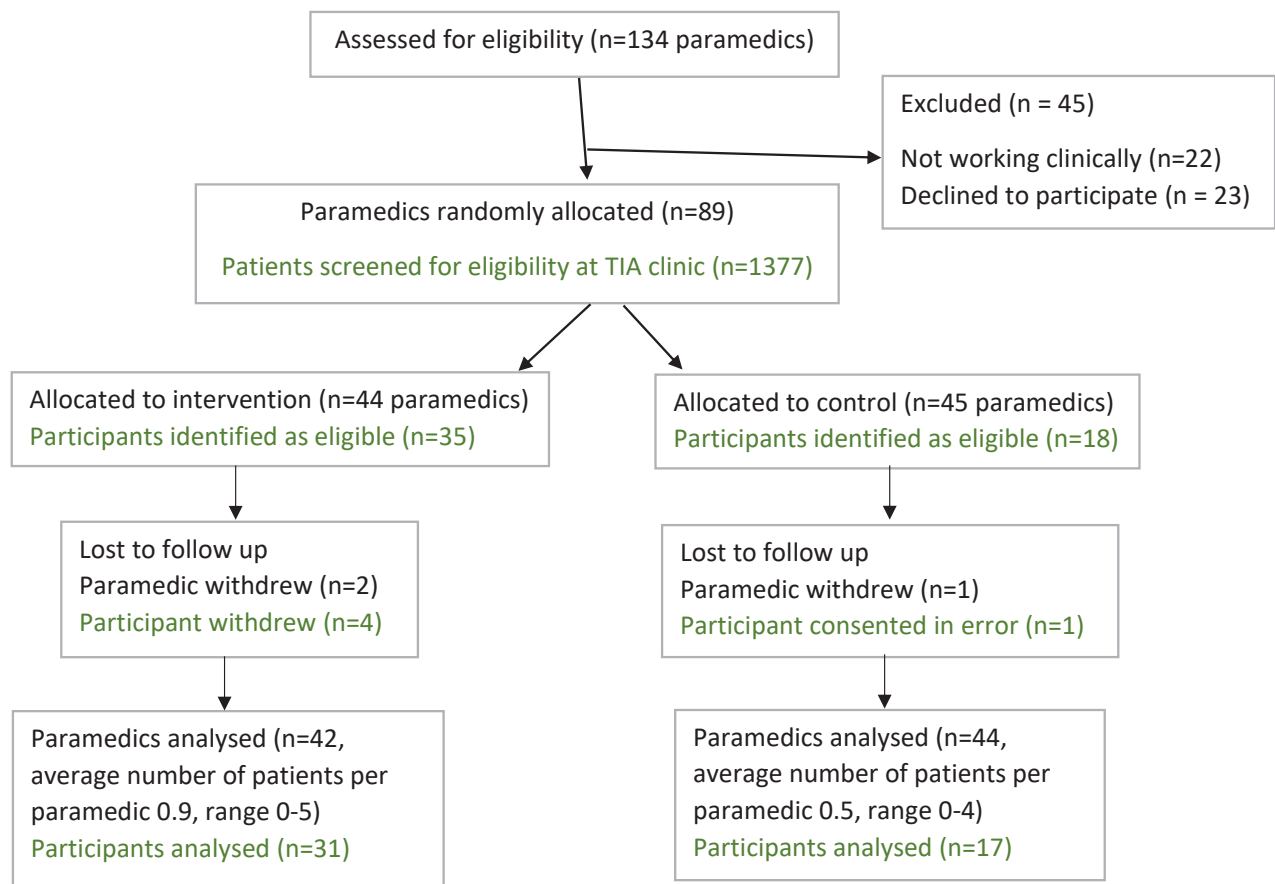 Assessed for eligibility (n=134 paramedics)
Excluded (n = 45)
Not working clinically (n=22)
Declined to participate (n = 23)
Paramedics randomly allocated (n=89)
Patients screened for eligibility at TIA clinic (n=1377)
Allocated to intervention (n=44 paramedics)
Participants identified as eligible (n=35)
Allocated to control (n=45 paramedics)
Participants identified as eligible (n=18)
Lost to follow up
Paramedic withdrew (n=2)
Participant withdrew (n=4)
Lost to follow up
Paramedic withdrew (n=1)
Participant consented in error (n=1)
Paramedics analysed (n=42,
average number of patients per
paramedic 0.9, range 0-5)
Participants analysed (n=31)
Paramedics analysed (n=44,
average number of patients per
paramedic 0.5, range 0-4)
Participants analysed (n=17)